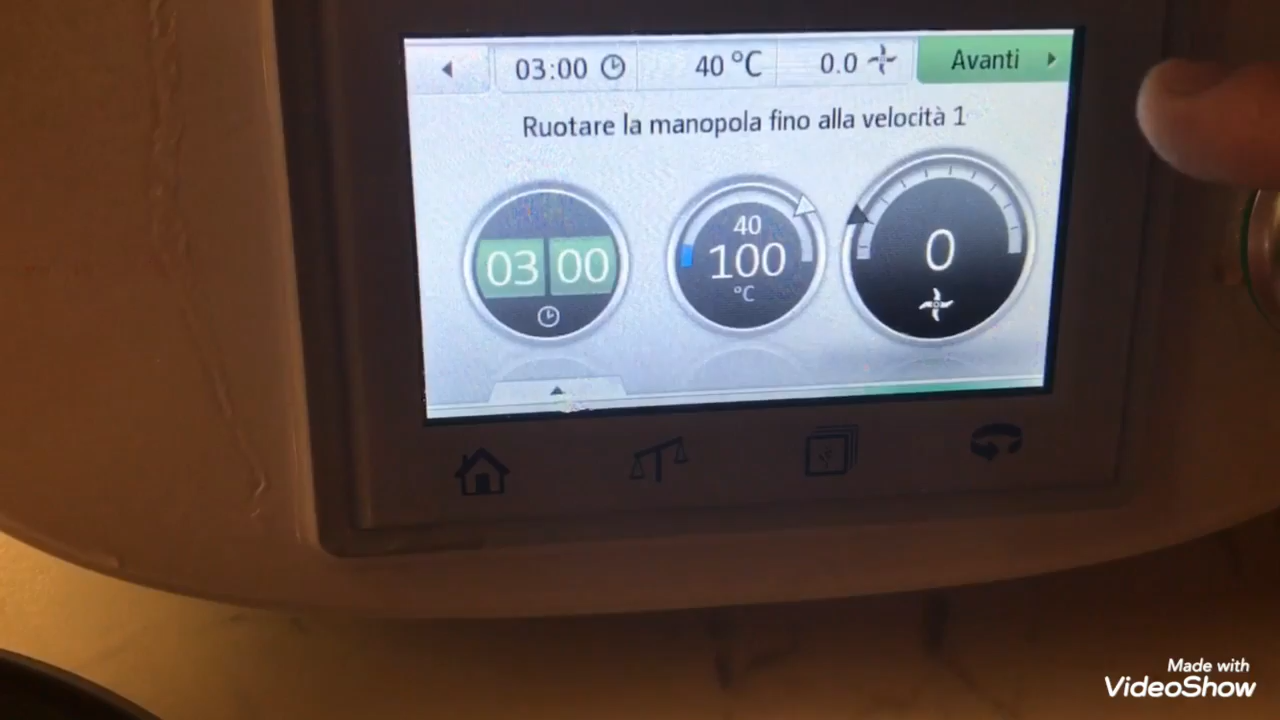 03:00
40 °C
0.0
Avanti
Ruotare la manopola fino alla velocità 1
03 00
40
100
°C
0
Made with
VideoShow